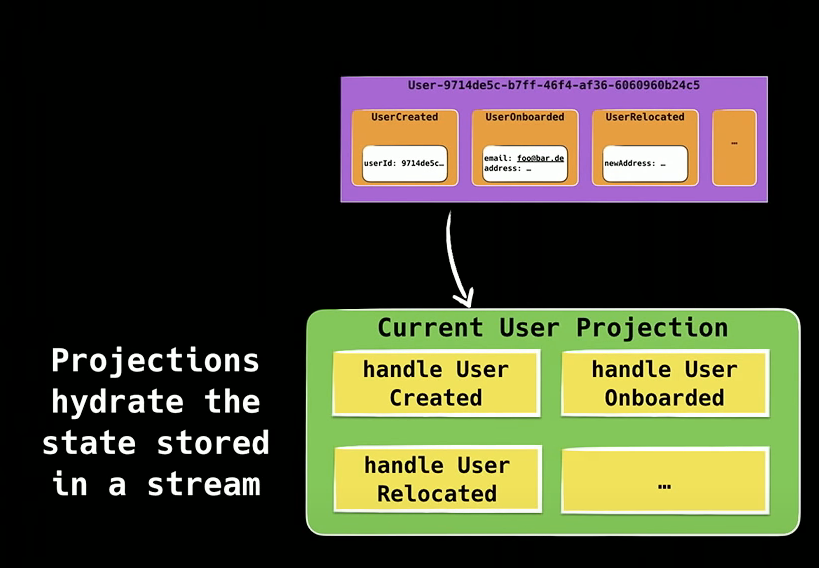 User-9714de5c-b7ff-46f4-af36-6060960b24c5
UserCreated
userId: 9714de5c…
UserOnboarded
email: foo@bar.de
address: …
UserRelocated
newAddress: …
…
Projections
hydrate the
state stored
in a stream
Current User Projection
handle User
Created
handle User
Onboarded
handle User
Relocated
…